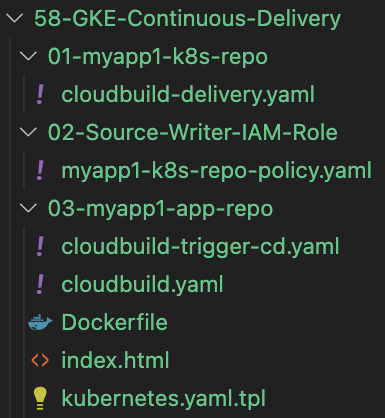 58-GKE-Continuous-Delivery
01-myapp1-k8s-repo
cloudbuild-delivery.yaml
02-Source-Writer-IAM-Role
myapp1-k8s-repo-policy.yaml
03-myapp1-app-repo
cloudbuild-trigger-cd.yaml
cloudbuild.yaml
Dockerfile
index.html
kubernetes.yaml.tpl